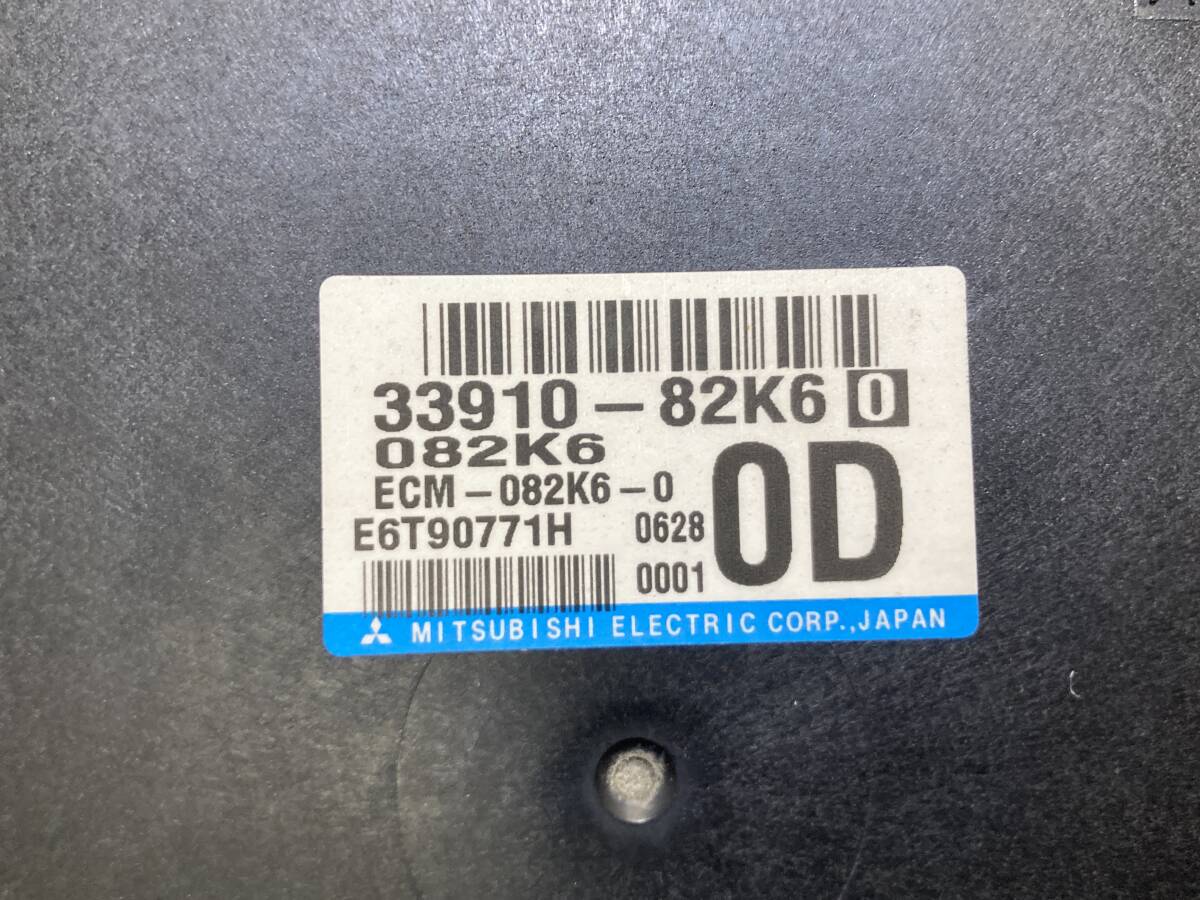 33910-82K6 0
082K6
ECM-082K6-0
E6T90771H 0628
0001
0D
MITSUBISHI ELECTRIC CORP.,JAPAN